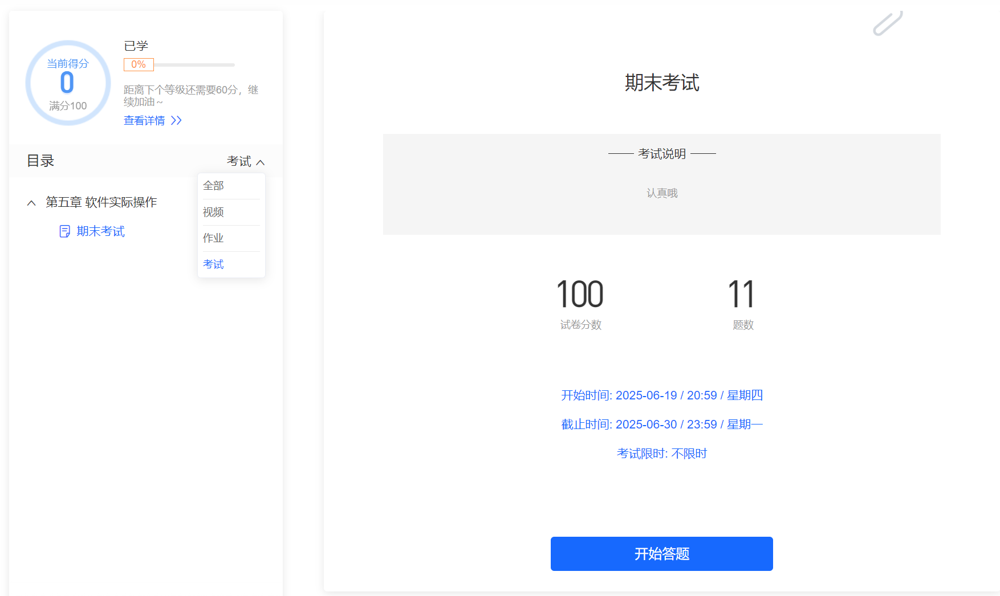 当前得分
0
满分100
已学
0%
距离下个等级还需要60分，继
续加油～
查看详情
目录
考试
全部
视频
作业
考试
第五章 软件实际操作
期末考试
期末考试
考试说明
认真哦
100
试卷分数
11
题数
开始时间: 2025-06-19 / 20:59 / 星期四
截止时间: 2025-06-30 / 23:59 / 星期一
考试限时: 不限时
开始答题